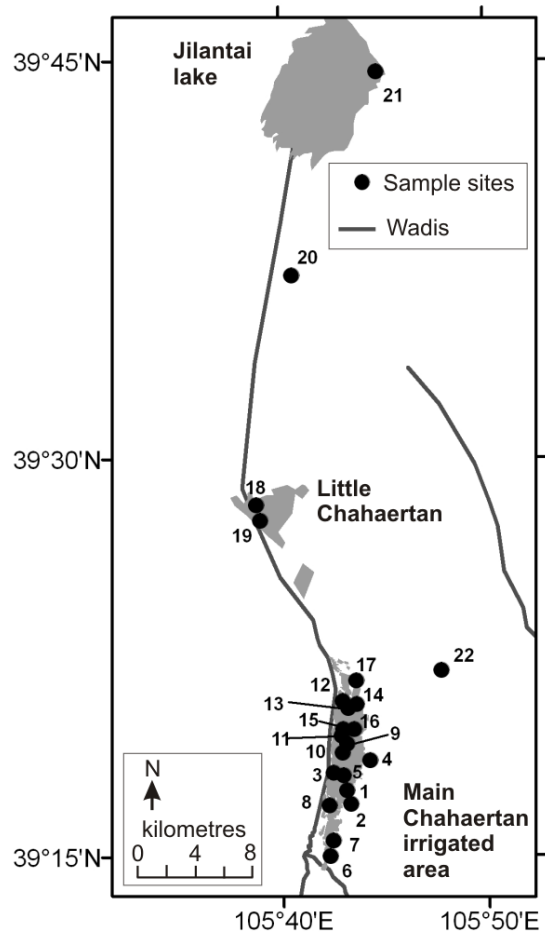 39°45'N
Jilantai
lake
21
Sample sites
Wadis
20
39°30'N
18
Little
Chahaertan
19
22
17
12
14
13
15
16
11
9
10
4
3
5
1
8
2
7
6
Main
Chahaertan
irrigated
area
N
kilometres
0 4 8
39°15'N
105°40'E
105°50'E